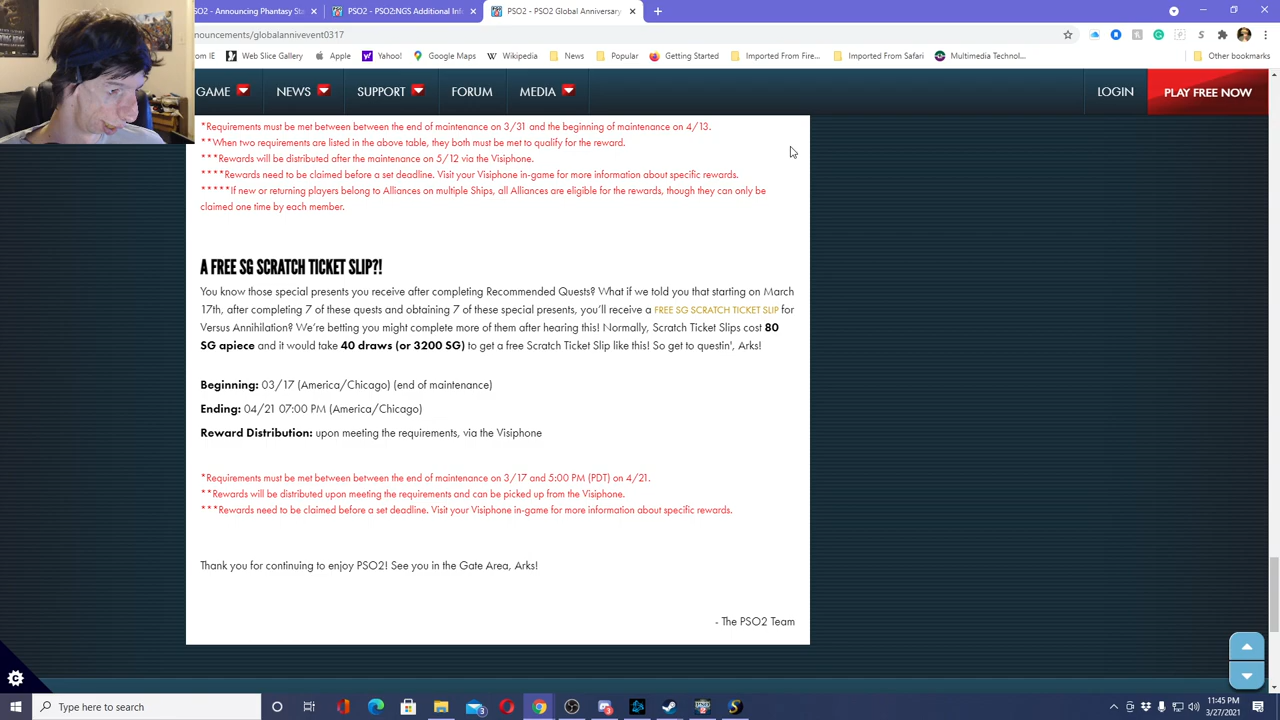 SO2 - Announcing Phantasy Sta
PSO2 - PSO2:NGS Additional Inf
PSO2 - PSO2 Global Anniversary
nouncements/globalannivevent0317
om IE
Web Slice Gallery
Apple
Yahoo!
Google Maps
Wikipedia
News
Popular
Getting Started
Imported From Fire...
Imported From Safari
Multimedia Technol...
Other bookmarks
GAME
NEWS
SUPPORT
FORUM
MEDIA
LOGIN
PLAY FREE NOW
*Requirements must be met between between the end of maintenance on 3/31 and the beginning of maintenance on 4/13.
**When two requirements are listed in the above table, they both must be met to qualify for the reward.
***Rewards will be distributed after the maintenance on 5/12 via the Visiphone.
****Rewards need to be claimed before a set deadline. Visit your Visiphone in-game for more information about specific rewards.
*****If new or returning players belong to Alliances on multiple Ships, all Alliances are eligible for the rewards, though they can only
claimed one time by each member.
A FREE SG SCRATCH TICKET SLIP?!
You know those special presents you receive after completing Recommended Quests? What if we told you that starting on March
17th, after completing 7 of these quests and obtaining 7 of these special presents, you'll receive a FREE SG SCRATCH TICKET SLIP for
Versus Annihilation? We're betting you might complete more of them after hearing this! Normally, Scratch Ticket Slips cost 80
SG apiece and it would take 40 draws (or 3200 SG) to get a free Scratch Ticket Slip like this! So get to questin', Arks!
Beginning: 03/17 (America/Chicago) (end of maintenance)
Ending: 04/21 07:00 PM (America/Chicago)
Reward Distribution: upon meeting the requirements, via the Visiphone
*Requirements must be met between between the end of maintenance on 3/17 and 5:00 PM (PDT) on 4/21.
**Rewards will be distributed upon meeting the requirements and can be picked up from the Visiphone.
***Rewards need to be claimed before a set deadline. Visit your Visiphone in-game for more information about specific rewards.
Thank you for continuing to enjoy PSO2! See you in the Gate Area, Arks!
- The PSO2 Team
Type here to search
11:45 PM
3/27/2021